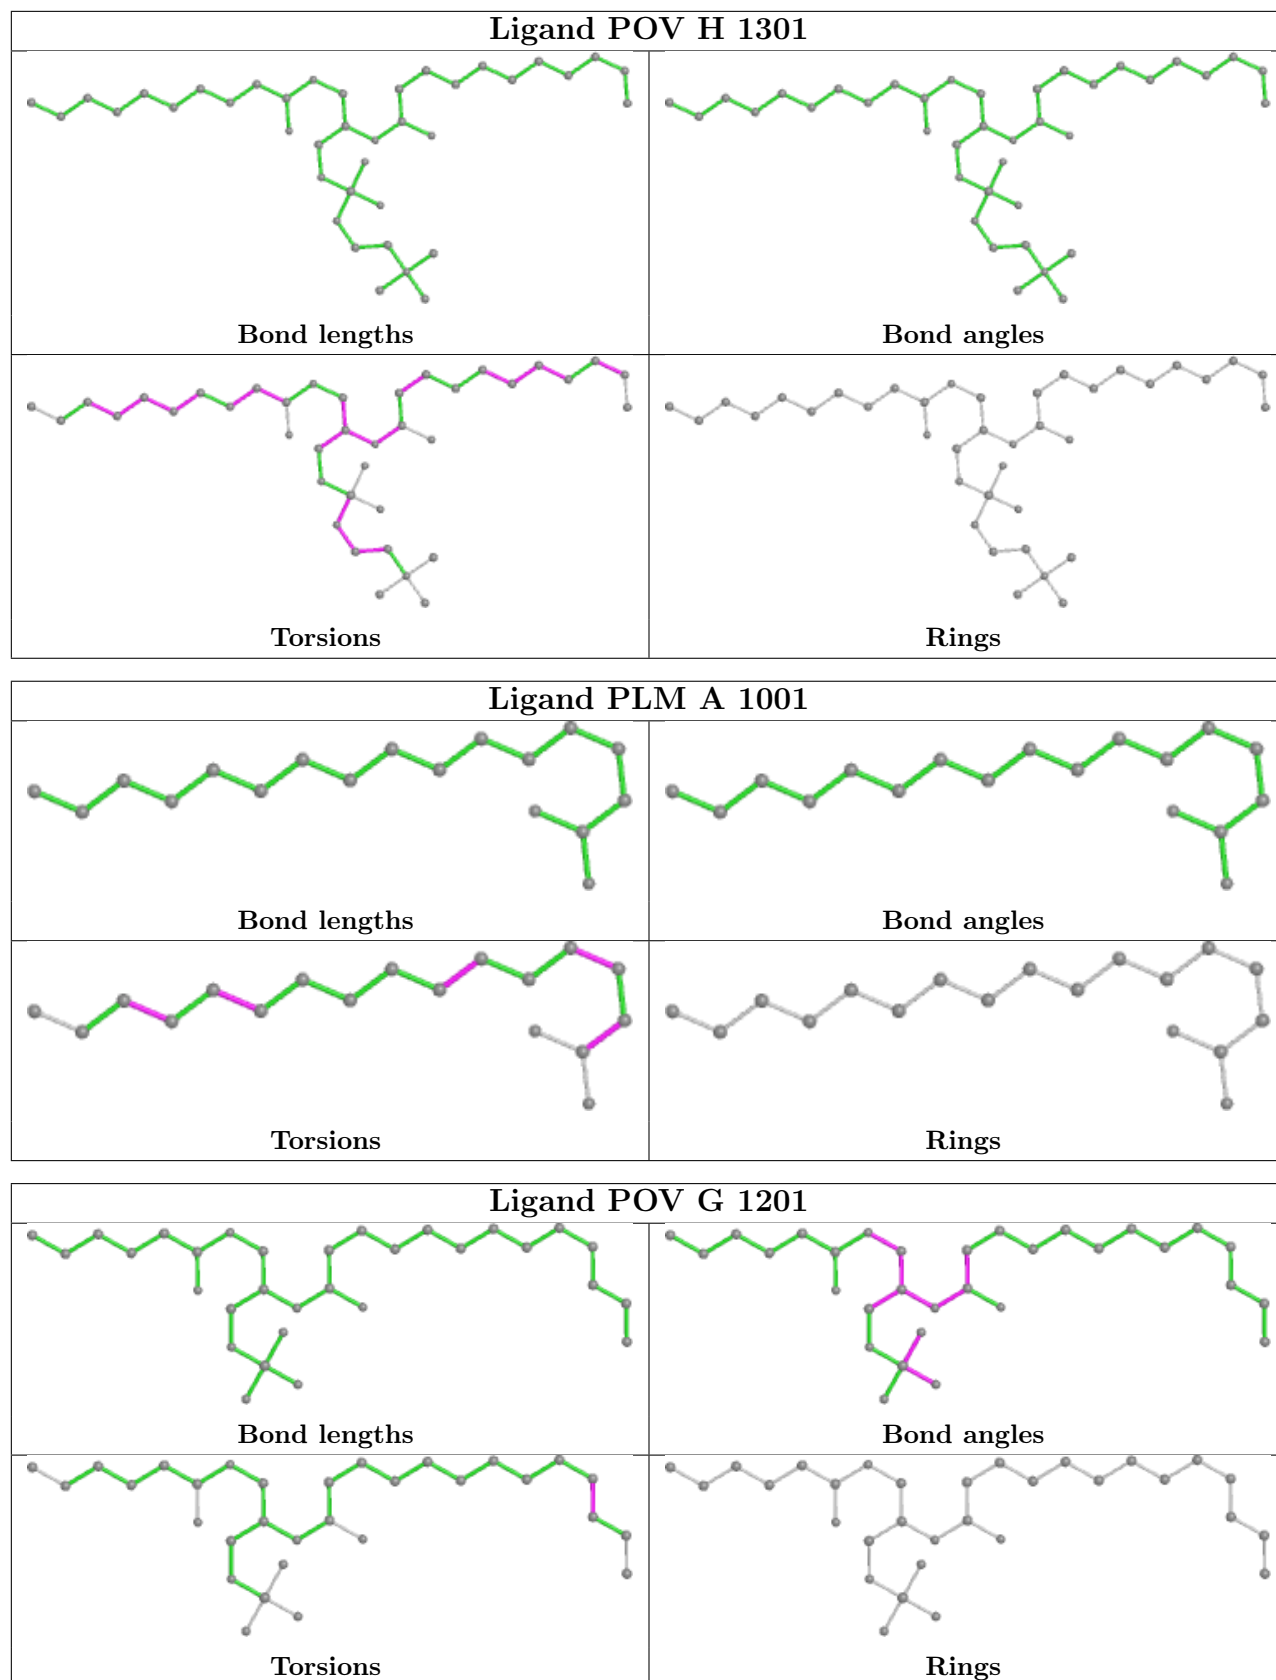 Ligand POV H 1301
Bond lengths
Bond angles
Torsions
Rings
Ligand PLM A 1001
Bond lengths
Bond angles
Torsions
Rings
Ligand POV G 1201
Bond lengths
Bond angles
Torsions
Rings